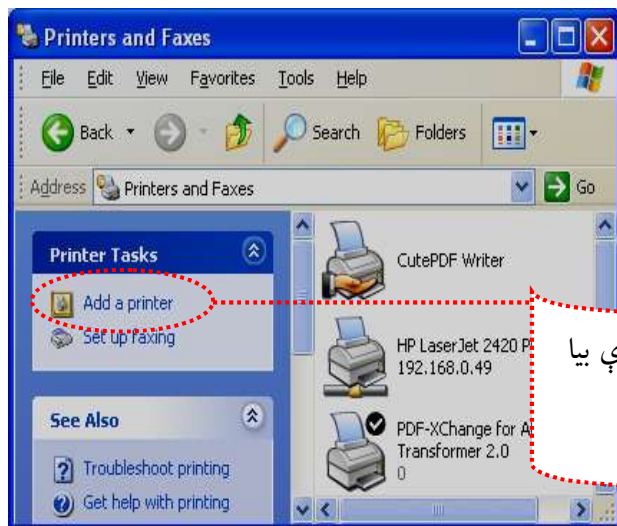 Printers and Faxes
File Edit View Favorites Tools Help
Back Search Folders
Address Printers and Faxes Go
Printer Tasks
Add a printer
Set up faxing
See Also
Troubleshoot printing
Get help with printing
CutePDF Writer
HP LaserJet 2420 P
192.168.0.49
PDF-XChange for A
Transformer 2.0
0
ې بيا